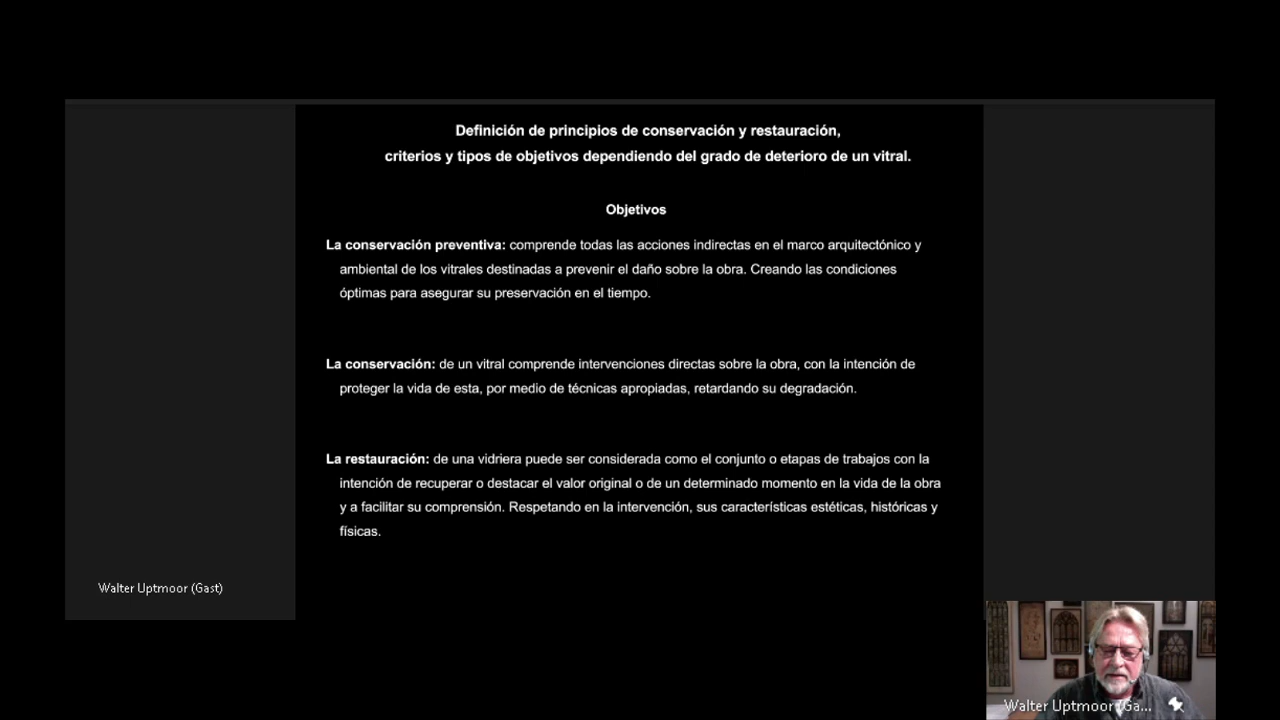 Definición de principios de conservación y restauración,
criterios y tipos de objetivos dependiendo del grado de deterioro de un vitral.
Objetivos
La conservación preventiva: comprende todas las acciones indirectas en el marco arquitectónico y
ambiental de los vitrales destinadas a prevenir el daño sobre la obra. Creando las condiciones
óptimas para asegurar su preservación en el tiempo.
La conservación: de un vitral comprende intervenciones directas sobre la obra, con la intención de
proteger la vida de esta, por medio de técnicas apropiadas, retardando su degradación.
La restauración: de una vidriera puede ser considerada como el conjunto o etapas de trabajos con la
intención de recuperar o destacar el valor original o de un determinado momento en la vida de la obra
y a facilitar su comprensión. Respetando en la intervención, sus características estéticas, históricas y
físicas.
Walter Uptmoor (Gast)
Walter Uptmoor (Ga...